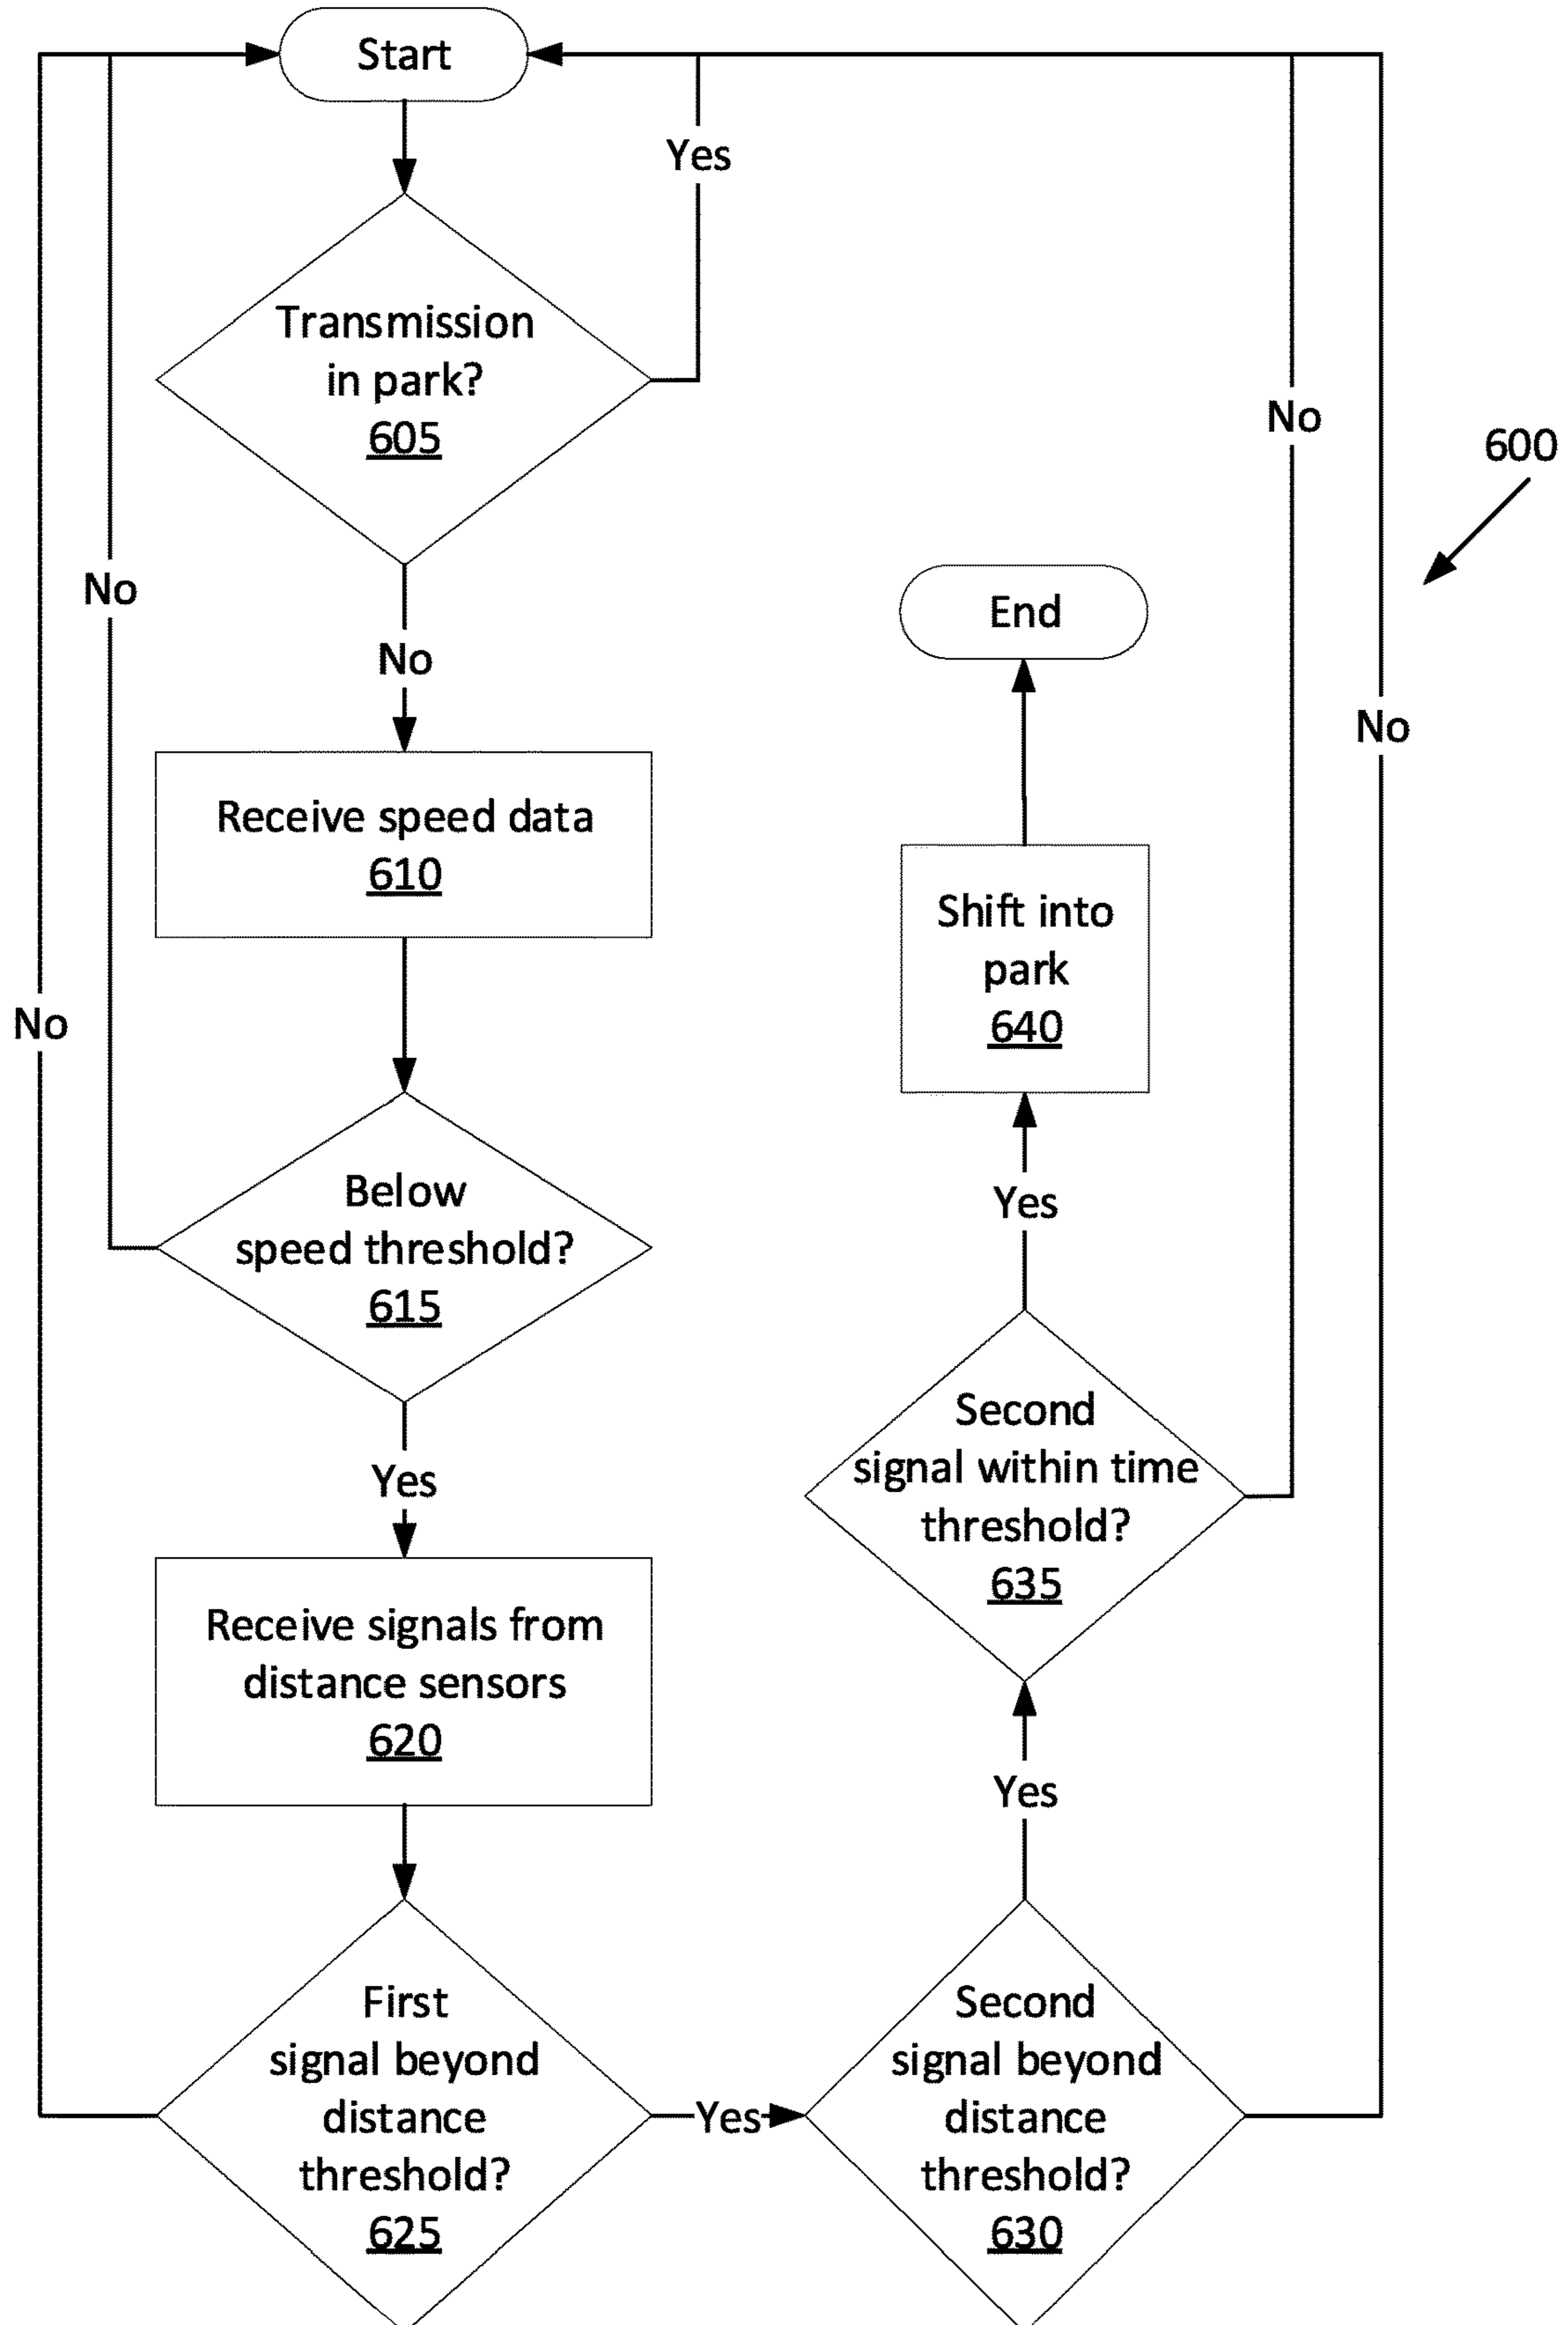 Start
Yes
Transmission
in park?
605
No
No
Receive speed data
610
Below
speed threshold?
615
Yes
Receive signals from
distance sensors
620
No
First
signal beyond
distance
threshold?
625
Yes
Second
signal beyond
distance
threshold?
630
Yes
Second
signal within time
threshold?
635
Yes
Shift into
park
640
End
No
No
600